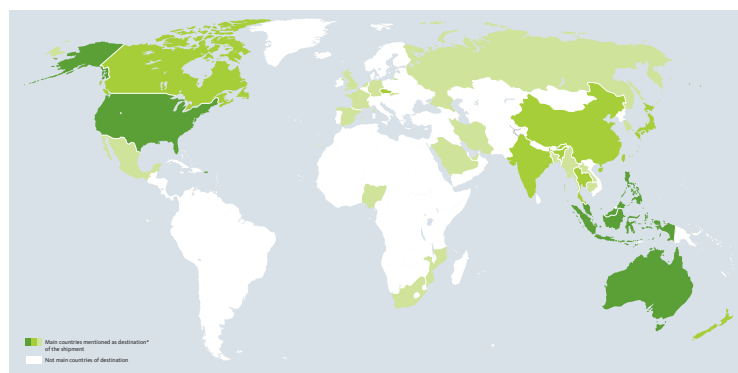 Main countries mentioned as destination*
of the shipment
Not main countries of destination